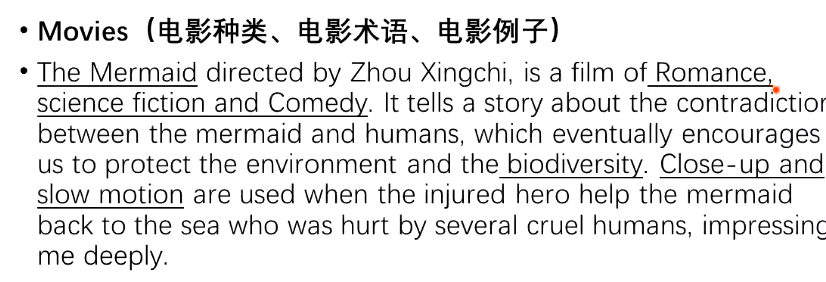 • Movies（电影种类、电影术语、电影例子）
• The Mermaid directed by Zhou Xingchi, is a film of Romance,
science fiction and Comedy. It tells a story about the contradiction
between the mermaid and humans, which eventually encourages
us to protect the environment and the biodiversity. Close-up and
slow motion are used when the injured hero help the mermaid
back to the sea who was hurt by several cruel humans, impressing
me deeply.